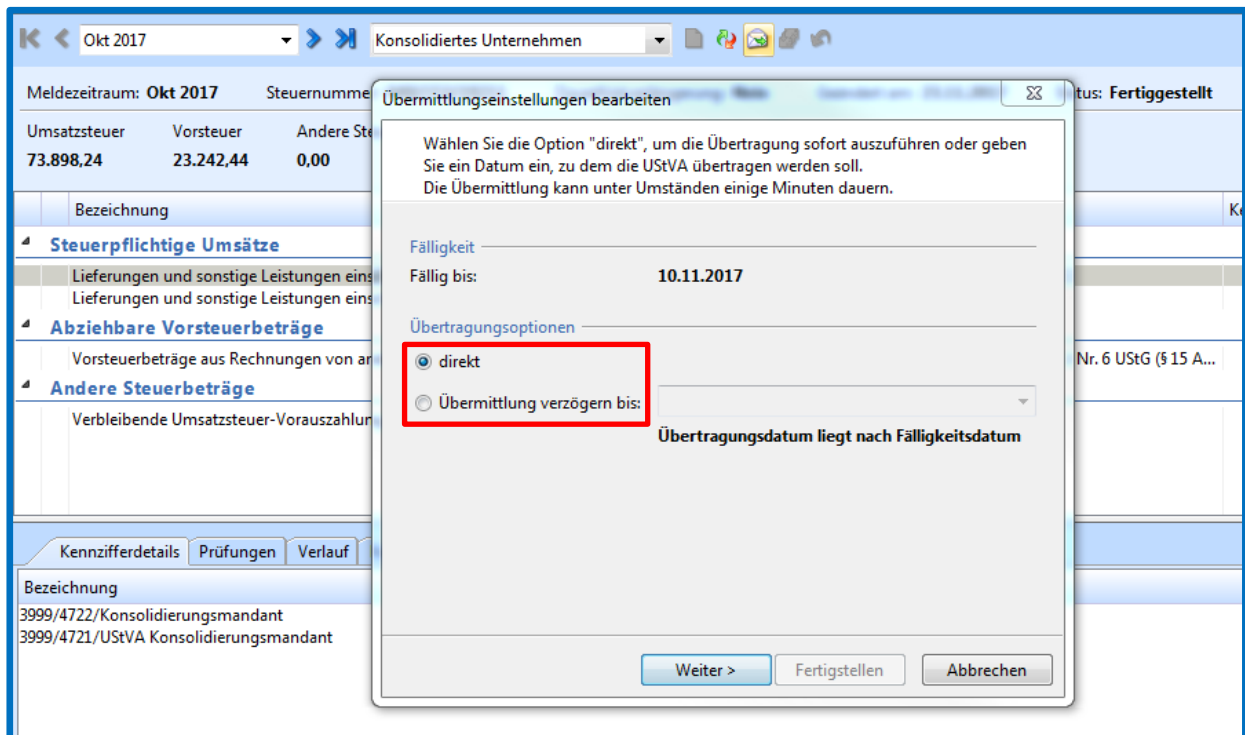 Okt 2017
Konsolidiertes Unternehmen
Meldezeitraum: Okt 2017
tus: Fertiggestellt
Umsatzsteuer Vorsteuer
73.898,24 23.242,44 0,00
Bezeichnung
Steuerpflichtige Umsätze
Lieferungen und sonstige Leistungen eins
Lieferungen und sonstige Leistungen eins
Abziehbare Vorsteuerbeträge
Vorsteuerbeträge aus Rechnungen von an
Nr. 6 UStG (§ 15 A...
Andere Steuerbeträge
Verbleibende Umsatzsteuer-Vorauszahlun
Übermittlungseinstellungen bearbeiten
Wählen Sie die Option "direkt", um die Übertragung sofort auszuführen oder geben
Sie ein Datum ein, zu dem die UStVA übertragen werden soll.
Die Übermittlung kann unter Umständen einige Minuten dauern.
Fälligkeit
Fällig bis: 10.11.2017
Übertragungsoptionen
direkt
Übermittlung verzögern bis:
Übertragungsdatum liegt nach Fälligkeitsdatum
Weiter > Fertigstellen Abbrechen
Kennzifferdetails Prüfungen Verlauf
Bezeichnung
3999/4722/Konsolidierungsmandant
3999/4721/UStVA Konsolidierungsmandant